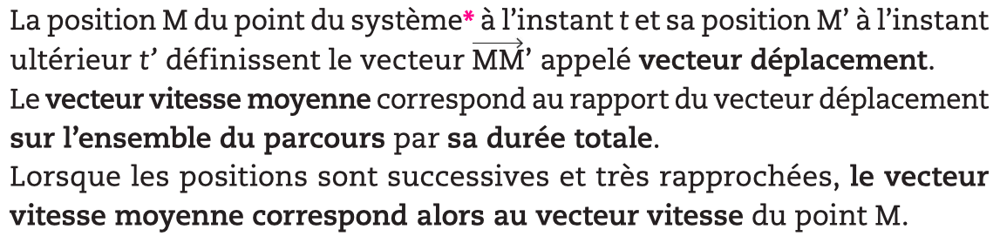 La position M du point du système* à l’instant t et sa position M’ à l’instant
ultérieur t’ définissent le vecteur MM’ appelé vecteur déplacement.
Le vecteur vitesse moyenne correspond au rapport du vecteur déplacement
sur l’ensemble du parcours par sa durée totale.
Lorsque les positions sont successives et très rapprochées, le vecteur
vitesse moyenne correspond alors au vecteur vitesse du point M.